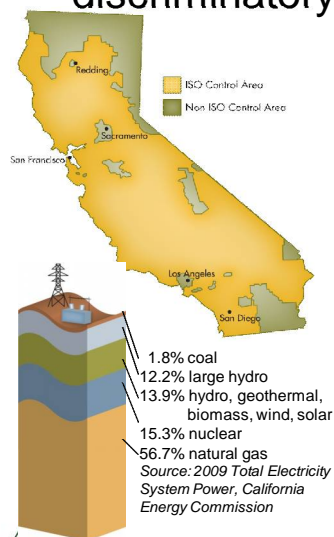 discriminatory
Redding
ISO Control Area
Non ISO Control Area
Sacramento
San Francisco
Los Angeles
San Diego
1.8% coal
12.2% large hydro
13.9% hydro, geothermal,
biomass, wind, solar
15.3% nuclear
56.7% natural gas
Source: 2009 Total Electricity
System Power, California
Energy Commission